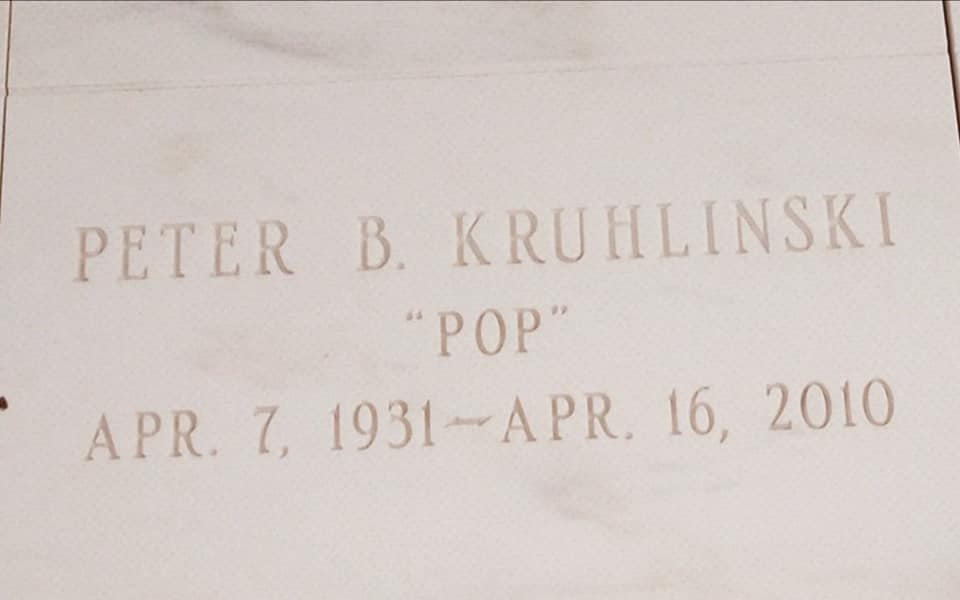 PETER B. KRUHLINSKI
“POP”
APR. 7, 1931–APR. 16, 2010